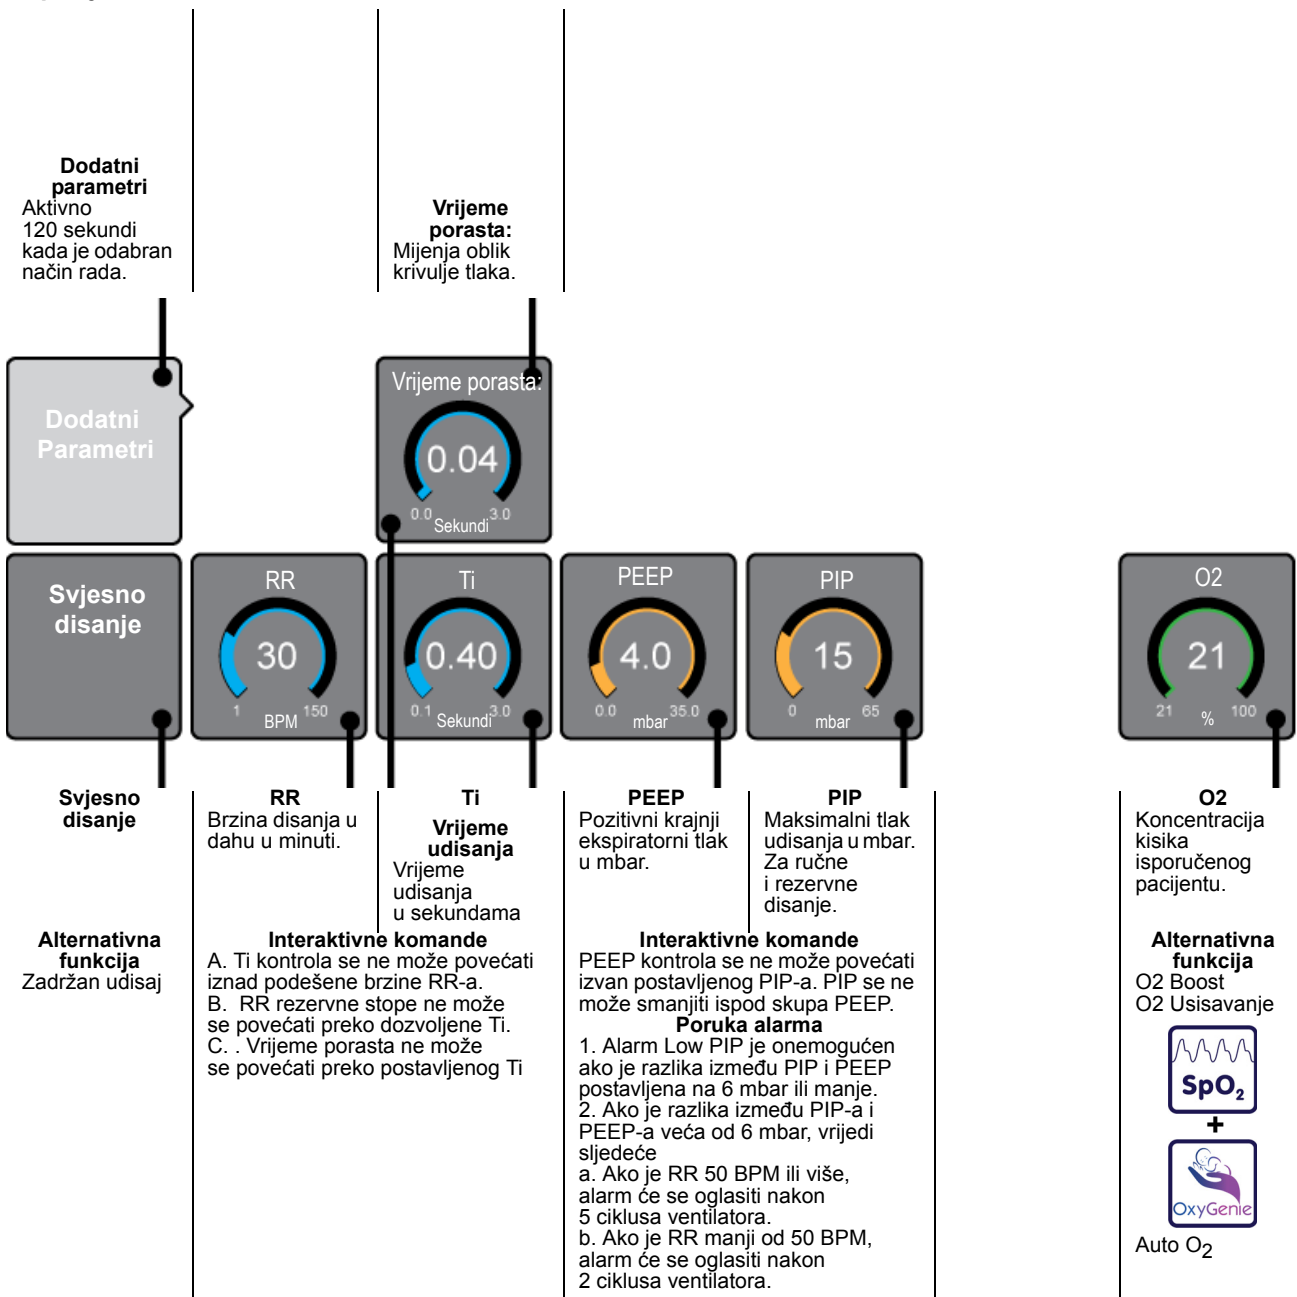 Dodatni
parametri
Aktivno
120 sekundi
kada je odabran
način rada.
Vrijeme
porasta:
Mijenja oblik
krivulje tlaka.
Dodatni
Parametri
Vrijeme porasta:
0.04
0.0
3.0
Sekundi
Svjesno
disanje
RR
30
1
150
BPM
Ti
0.40
0.1
3.0
Sekundi
PEEP
4.0
0.0
35.0
mbar
PIP
15
0
65
mbar
O2
21
21
100
%
Svjesno
disanje
RR
Brzina disanja u
dahu u minuti.
Ti
Vrijeme
udisanja
Vrijeme
udisanja
u sekundama
PEEP
Pozitivni krajnji
ekspiratorni tlak
u mbar.
PIP
Maksimalni tlak
udisanja u mbar.
Za ručne
i rezervne
disanje.
O2
Koncentracija
kisika
isporučenog
pacijentu.
Alternativna
funkcija
Zadržan udisaj
Interaktivne komande
A. Ti kontrola se ne može povećati
iznad podešene brzine RR-a.
B.  RR rezervne stope ne može
se povećati preko dozvoljene Ti.
C. . Vrijeme porasta ne može
se povećati preko postavljenog Ti
Interaktivne komande
PEEP kontrola se ne može povećati
izvan postavljenog PIP-a. PIP se ne
može smanjiti ispod skupa PEEP.
Poruka alarma
1. Alarm Low PIP je onemogućen
ako je razlika između PIP i PEEP
postavljena na 6 mbar ili manje.
2. Ako je razlika između PIP-a i
PEEP-a veća od 6 mbar, vrijedi
sljedeće
a. Ako je RR 50 BPM ili više,
alarm će se oglasiti nakon
5 ciklusa ventilatora.
b. Ako je RR manji od 50 BPM,
alarm će se oglasiti nakon
2 ciklusa ventilatora.
Alternativna
funkcija
O2 Boost
O2 Usisavanje
SpO2
+
OxyGenie
Auto O2